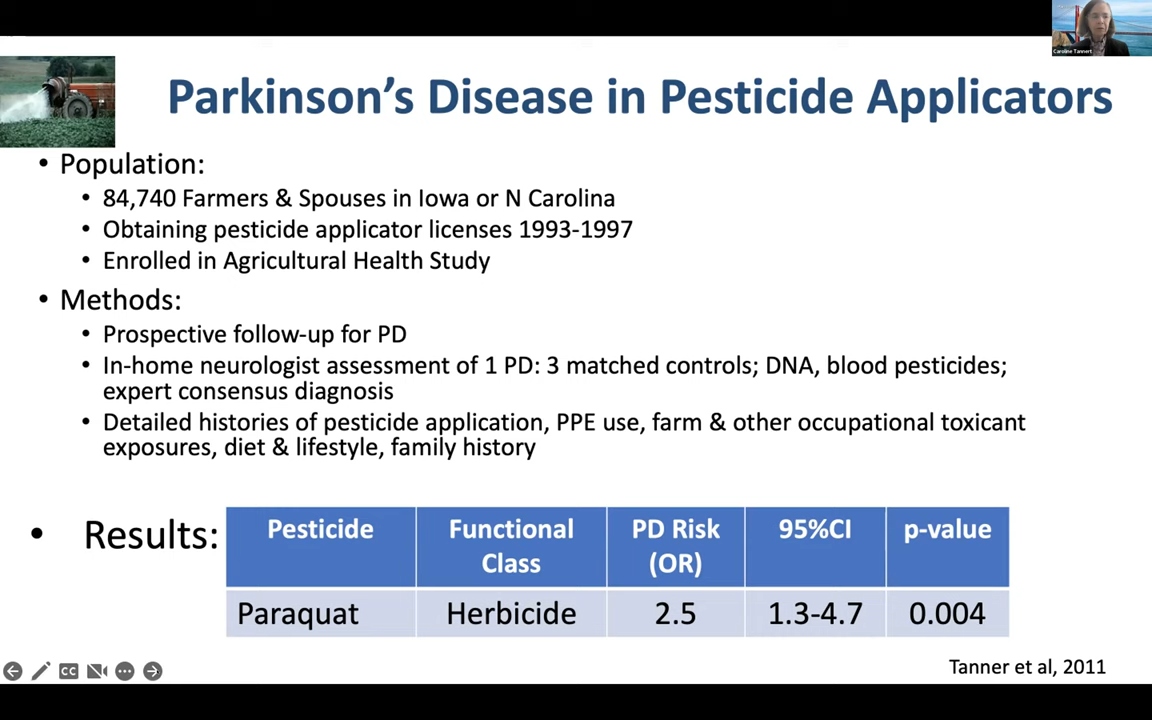 Caroline Tannert
Parkinson's Disease in Pesticide Applicators
• Population:
• 84,740 Farmers & Spouses in Iowa or N Carolina
• Obtaining pesticide applicator licenses 1993-1997
• Enrolled in Agricultural Health Study
• Methods:
• Prospective follow-up for PD
• In-home neurologist assessment of 1 PD: 3 matched controls; DNA, blood pesticides;
expert consensus diagnosis
• Detailed histories of pesticide application, PPE use, farm & other occupational toxicant
exposures, diet & lifestyle, family history
• Results:
Pesticide Functional Class PD Risk (OR) 95%CI p-value
Paraquat Herbicide 2.5 1.3-4.7 0.004
Tanner et al, 2011
CC